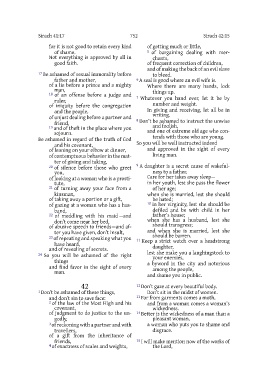 Sirach 41:17 752 Sirach 42:15
for it is not good to retain every kind
of shame,
Not everything is approved by all in
good faith.
17 Be ashamed of sexual immorality before
father and mother,
of a lie before a prince and a mighty
man,
18 of an offense before a judge and
ruler,
of iniquity before the congregation
and the people,
of unjust dealing before a partner and
friend,
19 and of theft in the place where you
sojourn.
Be ashamed in regard of the truth of God
and his covenant,
of leaning on your elbow at dinner,
of contemptuous behavior in the mat-
ter of giving and taking,
20 of silence before those who greet
you,
of looking at a woman who is a prosti-
tute,
21 of turning away your face from a
kinsman,
of taking away a portion or a gift,
of gazing at a woman who has a hus-
band,
22 of meddling with his maid—and
don't come near her bed,
of abusive speech to friends—and af-
ter you have given, don't insult,
23 of repeating and speaking what you
have heard,
and of revealing of secrets.
24 So you will be ashamed of the right
things
and find favor in the sight of every
man.
42
1 Don't be ashamed of these things,
and don't sin to save face:
2 of the law of the Most High and his
covenant,
of judgment to do justice to the un-
godly,
3 of reckoning with a partner and with
travellers,
of a gift from the inheritance of
friends,
4 of exactness of scales and weights,
of getting much or little,
5 of bargaining dealing with mer-
chants,
of frequent correction of children,
and of making the back of an evil slave
to bleed.
6 A seal is good where an evil wife is.
Where there are many hands, lock
things up.
7 Whatever you hand over, let it be by
number and weight.
In giving and receiving, let all be in
writing.
8 Don't be ashamed to instruct the unwise
and foolish,
and one of extreme old age who con-
tends with those who are young.
So you will be well instructed indeed
and approved in the sight of every
living man.
9 A daughter is a secret cause of wakeful-
ness to a father.
Care for her takes away sleep—
in her youth, lest she pass the flower
of her age;
when she is married, lest she should
be hated;
10 in her virginity, lest she should be
defiled and be with child in her
father's house;
when she has a husband, lest she
should transgress;
and when she is married, lest she
should be barren.
11 Keep a strict watch over a headstrong
daughter,
lest she make you a laughingstock to
your enemies,
a byword in the city and notorious
among the people,
and shame you in public.
12 Don't gaze at every beautiful body.
Don't sit in the midst of women.
13 For from garments comes a moth,
and from a woman comes a woman's
wickedness.
14 Better is the wickedness of a man than a
pleasant woman,
a woman who puts you to shame and
disgrace.
15 I will make mention now of the works of
the Lord,